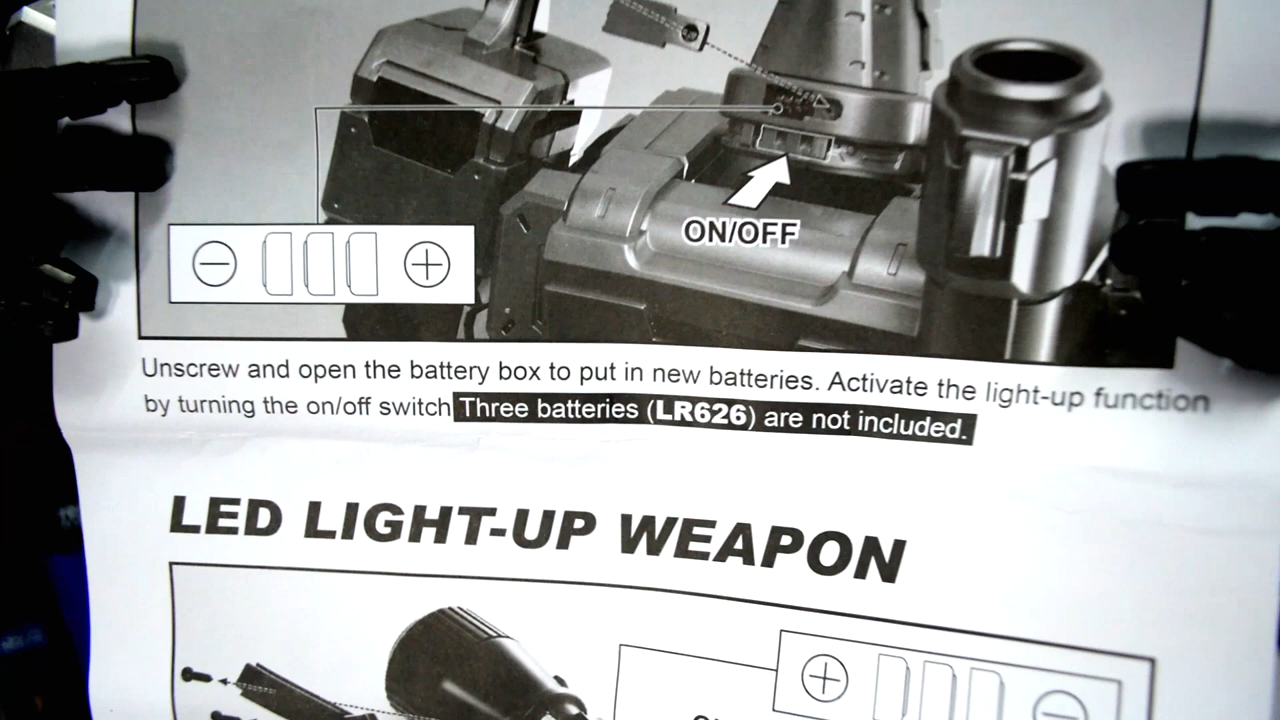 ON/OFF
Unscrew and open the battery box to put in new batteries. Activate the light-up function
by turning the on/off switch Three batteries (LR626) are not included.
LED LIGHT-UP WEAPON